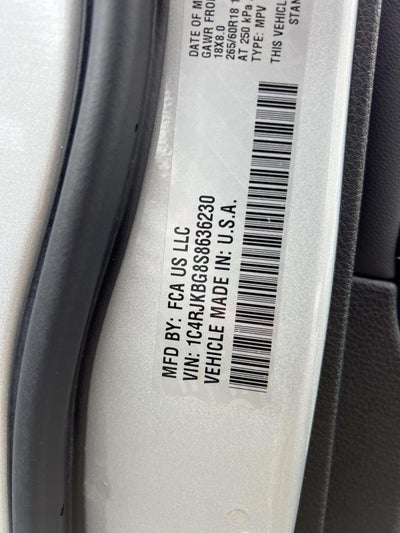 MFD BY: FCA US LLC
VIN: 1C4RJKBG8S8636230
VEHICLE MADE IN: U.S.A.
DATE OF M
GAWR FRO
18X8.0
265/60R18 1
AT 250 kPa
TYPE: MPV
THIS VEHICL
STAN